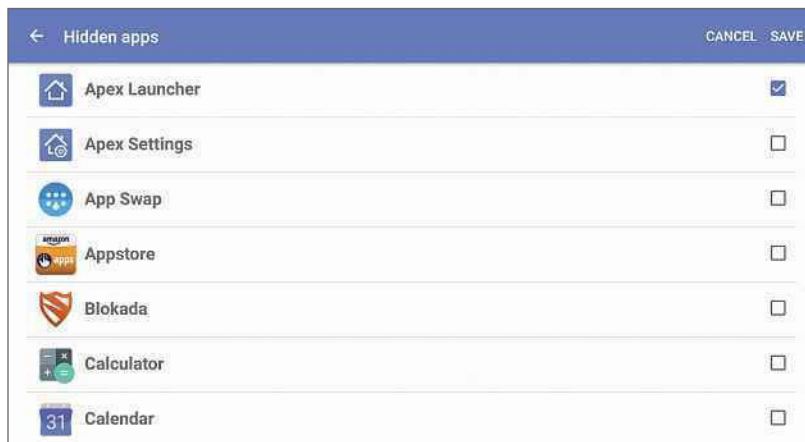 Hidden apps CANCEL SAVE
Apex Launcher
Apex Settings
App Swap
amazon
apps
Appstore
Blokada
Calculator
31
Calendar